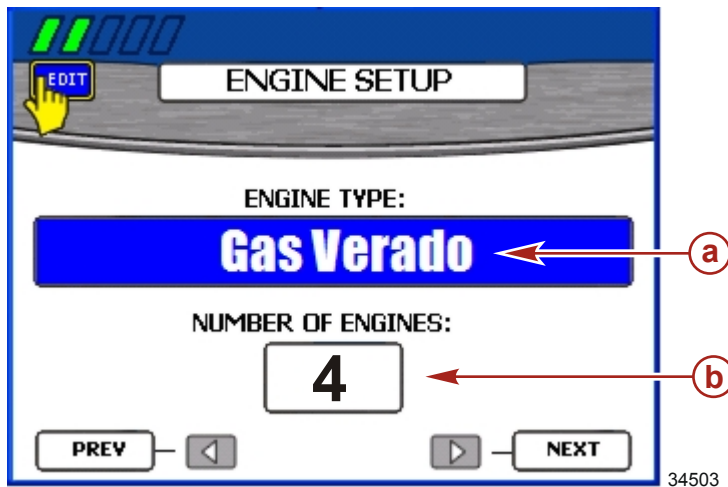 EDIT
ENGINE SETUP
ENGINE TYPE:
Gas Verado
a
NUMBER OF ENGINES:
4
b
PREV
NEXT
34503